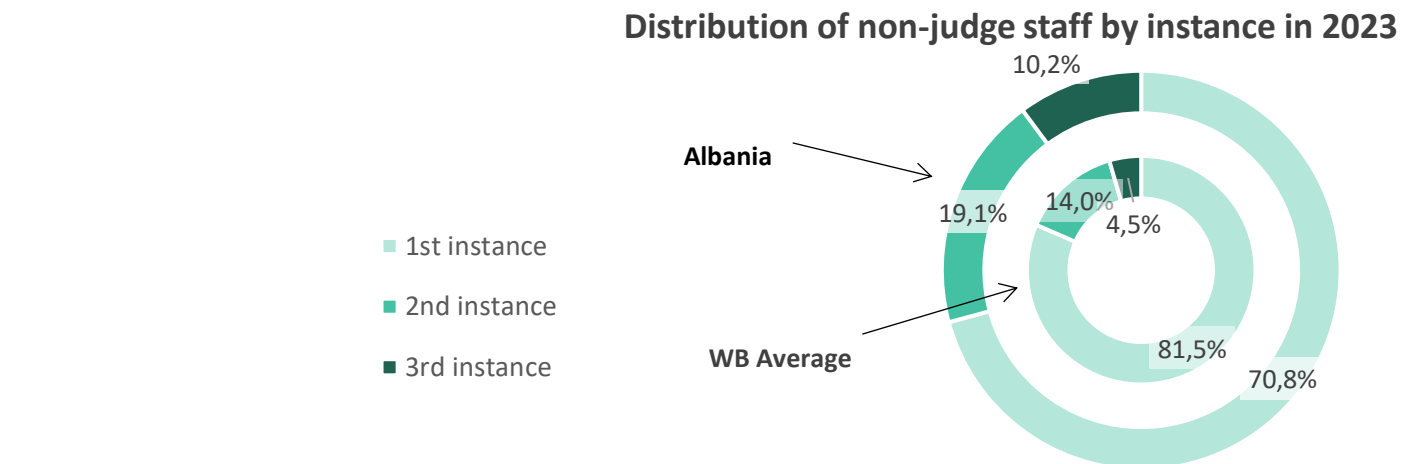 Distribution of non-judge staff by instance in 2023
10,2%
Albania
19,1%
14,0%
4,5%
1st instance
2nd instance
3rd instance
WB Average
81,5%
70,8%